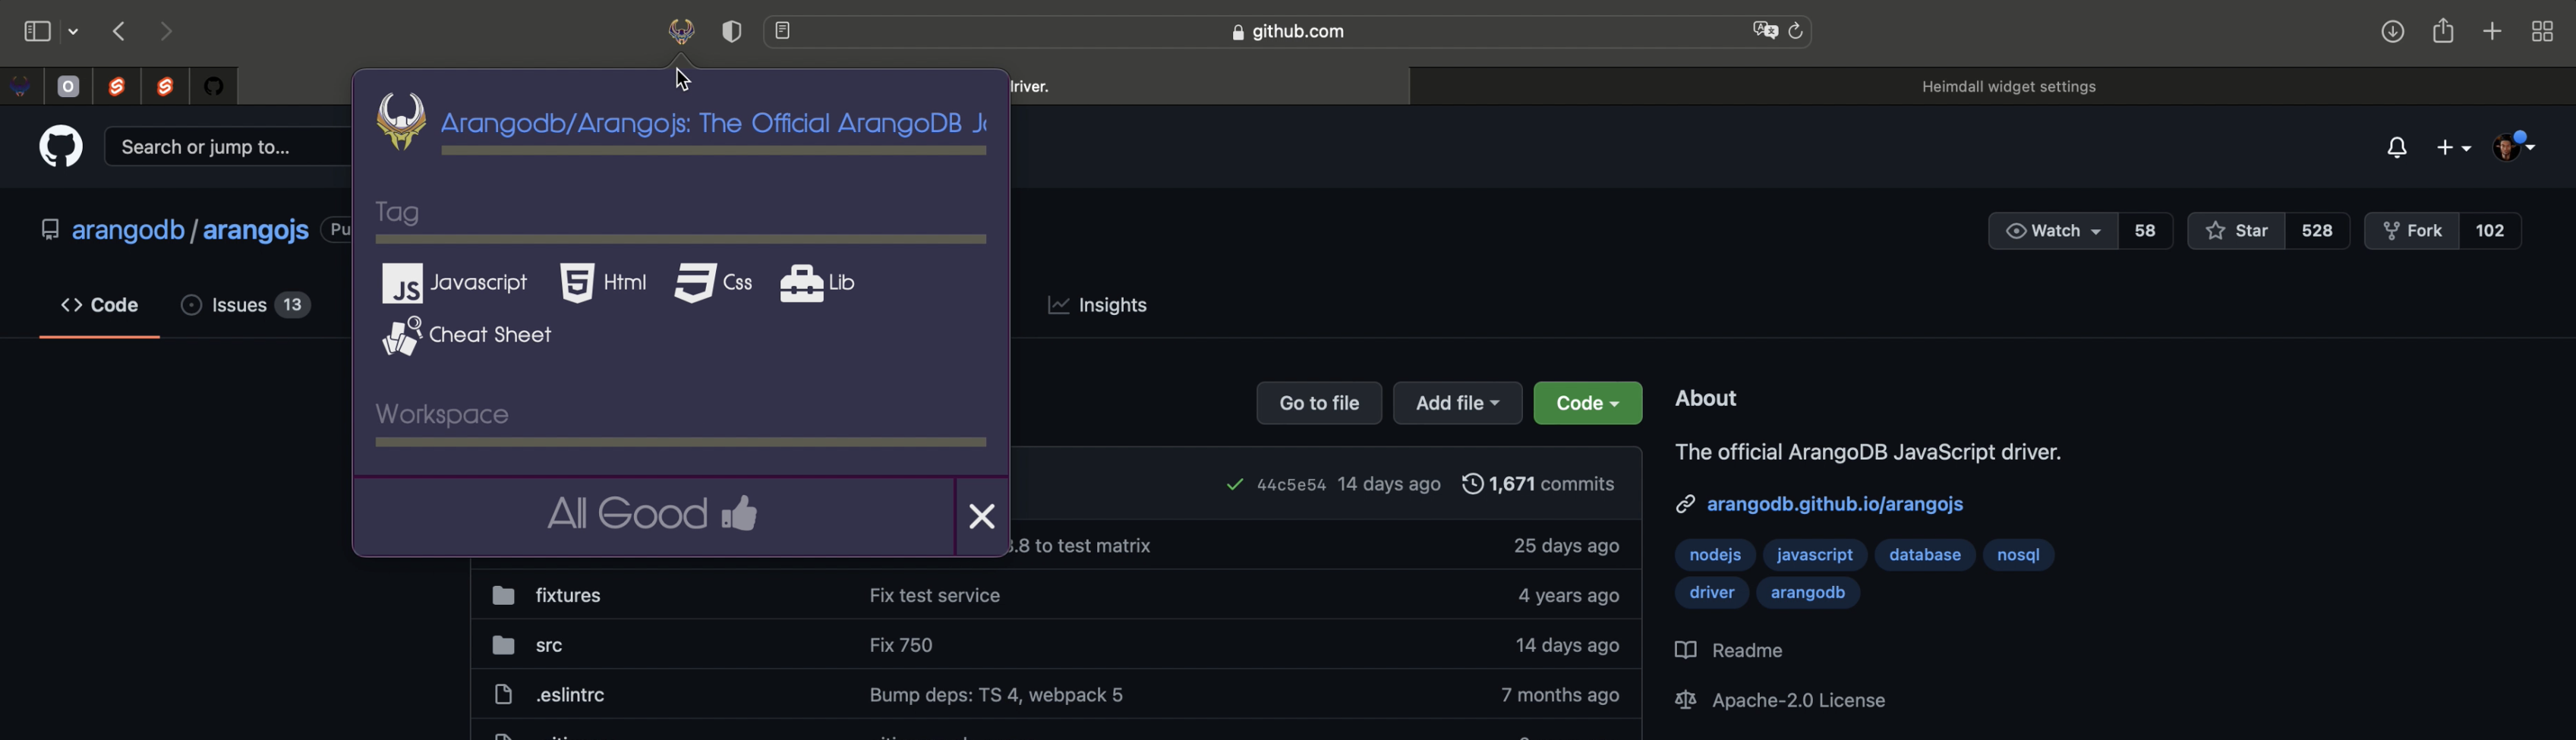 github.com
driver.
Heimdall widget settings
Arangodb/Arangojs: The Official ArangoDB
Search or jump to...
Tag
arangodb / arangojs
Watch 58
Star 528
Fork 102
Javascript Html Css Lib
Code Issues 13
Insights
Cheat Sheet
Workspace
Go to file
Add file
Code
About
The official ArangoDB JavaScript driver.
All Good
44c5e54 14 days ago 1,671 commits
arangodb.github.io/arangojs
3.8 to test matrix 25 days ago
nodejs javascript database nosql
driver arangodb
fixtures Fix test service 4 years ago
src Fix 750 14 days ago
Readme
.eslintrc Bump deps: TS 4, webpack 5 7 months ago
Apache-2.0 License